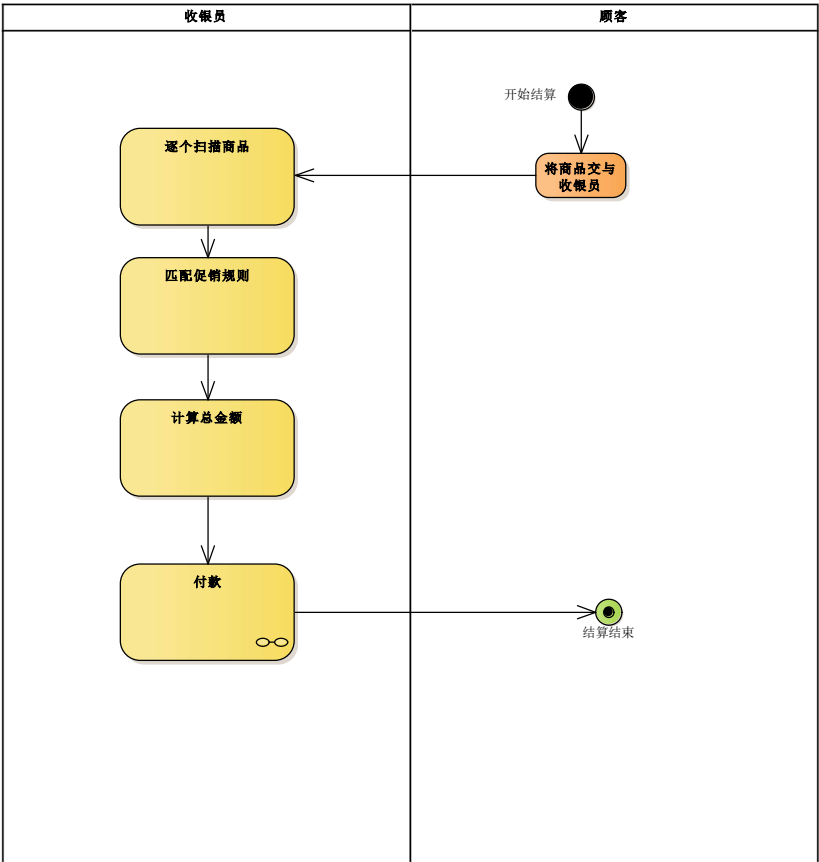 收银员
顾客
开始结算
将商品交与
收银员
逐个扫描商品
匹配促销规则
计算总金额
付款
结算结束